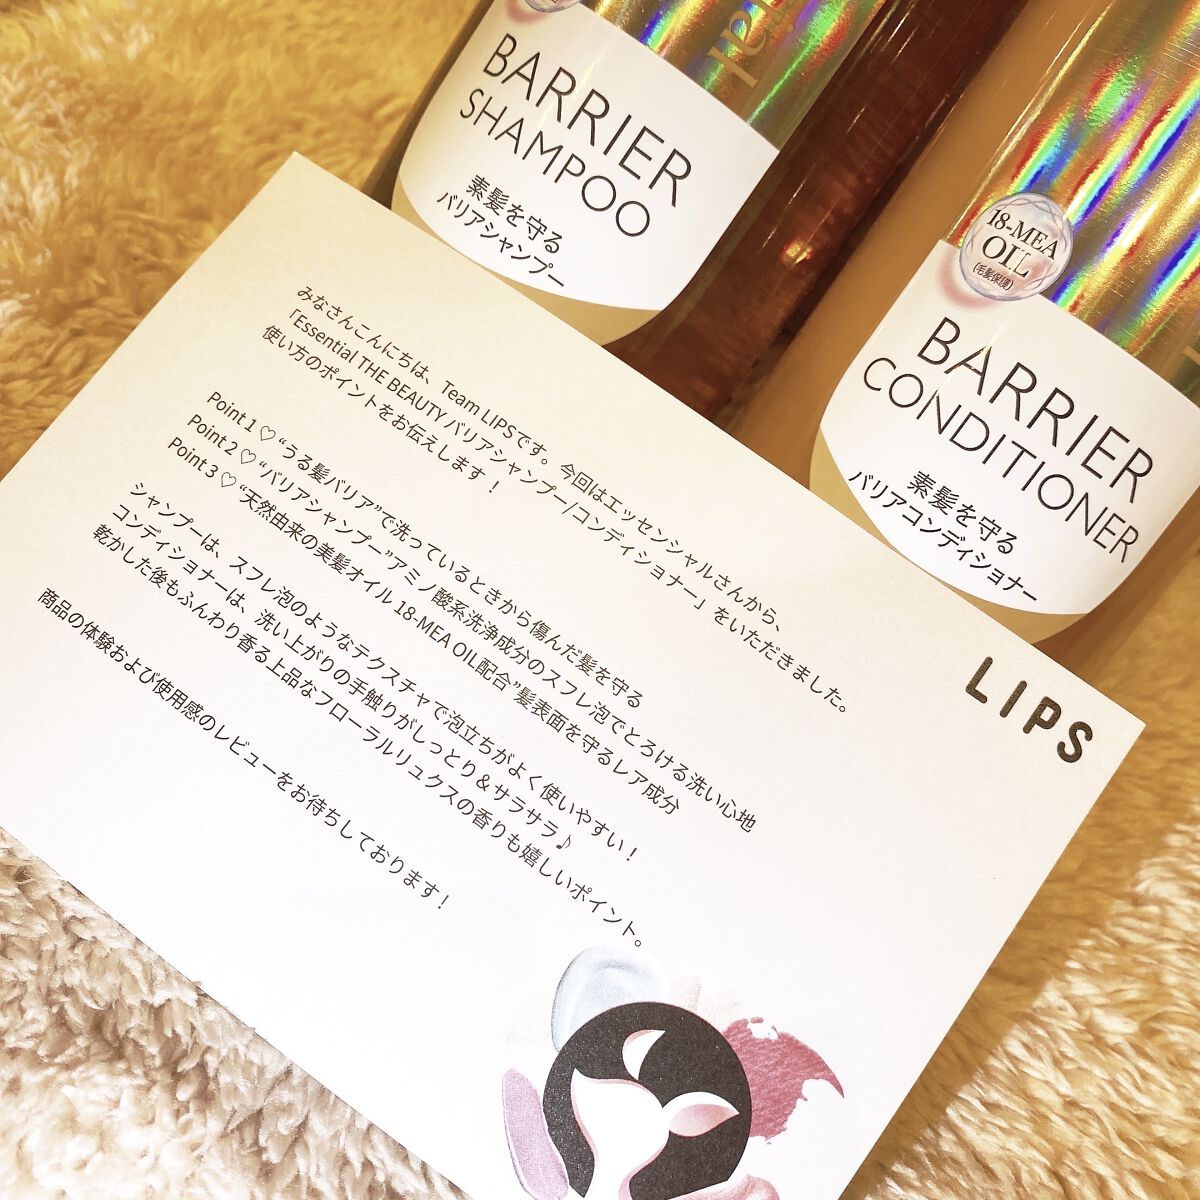 BARRIER
SHAMPOO
素髪を守る
バリアシャンプー
18-MEA
OIL
(毛髪保護)
BARRIER
CONDITIONER
素髪を守る
バリアコンディショナー
LIPS
みなさんこんにちは、Team LIPSです。今回はエッセンシャルさんから、
「Essential THE BEAUTY バリアシャンプー/コンディショナー」をいただきました。
使い方のポイントをお伝えします！
Point 1 ♡ “うる髪バリア”で洗っているときから傷んだ髪を守る
Point 2 ♡ “バリアシャンプー”アミノ酸系洗浄成分のスフレ泡でとろける洗い心地
Point 3 ♡ “天然由来の美髪オイル 18-MEA OIL配合”髪表面を守るレア成分
シャンプーは、スフレ泡のようなテクスチャで泡立ちがよく使いやすい！
コンディショナーは、洗い上がりの手触りがしっとり＆サラサラ♪
乾かした後もふんわり香る上品なフローラルリュクスの香りも嬉しいポイント。
商品の体験および使用感のレビューをお待ちしております！